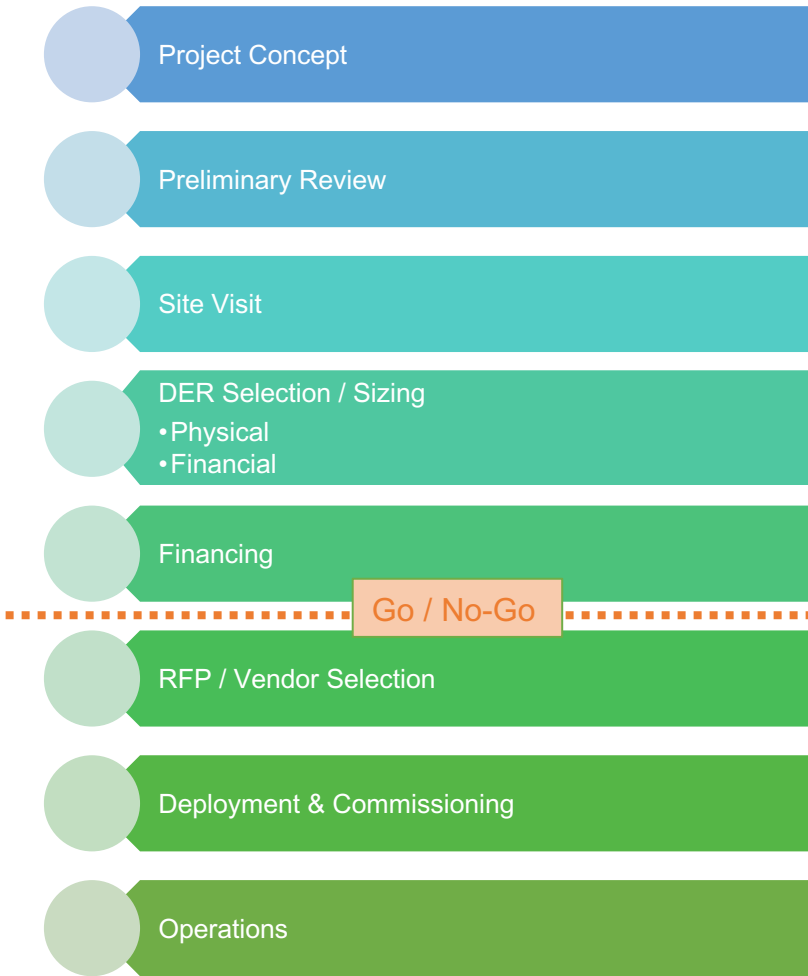 Project Concept
Preliminary Review
Site Visit
DER Selection / Sizing
•Physical
•Financial
Financing
Go / No-Go
RFP / Vendor Selection
Deployment & Commissioning
Operations